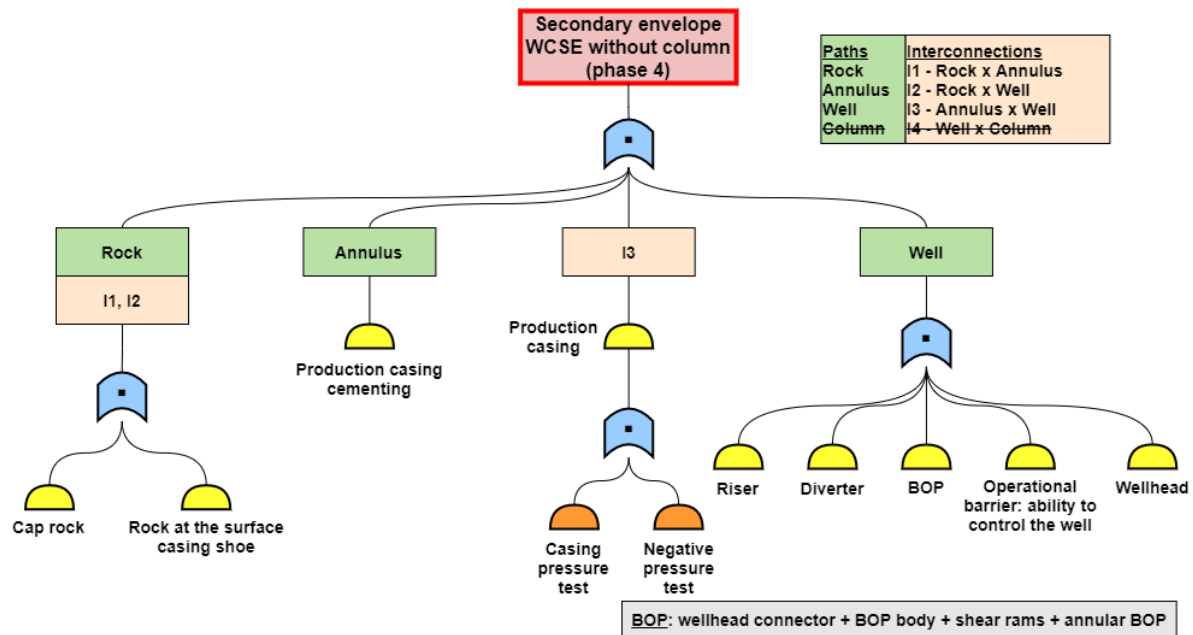 Secondary envelope
WCSE without column
(phase 4)
Paths Interconnections
Rock I1 - Rock x Annulus
Annulus I2 - Rock x Well
Well I3 - Annulus x Well
Column I4 - Well x Column
Rock
I1, I2
Annulus
I3
Well
Production casing
cementing
Production
casing
Cap rock
Rock at the surface
casing shoe
Casing
pressure
test
Negative
pressure
test
Riser
Diverter
BOP
Operational
barrier: ability to
control the well
Wellhead
BOP: wellhead connector + BOP body + shear rams + annular BOP